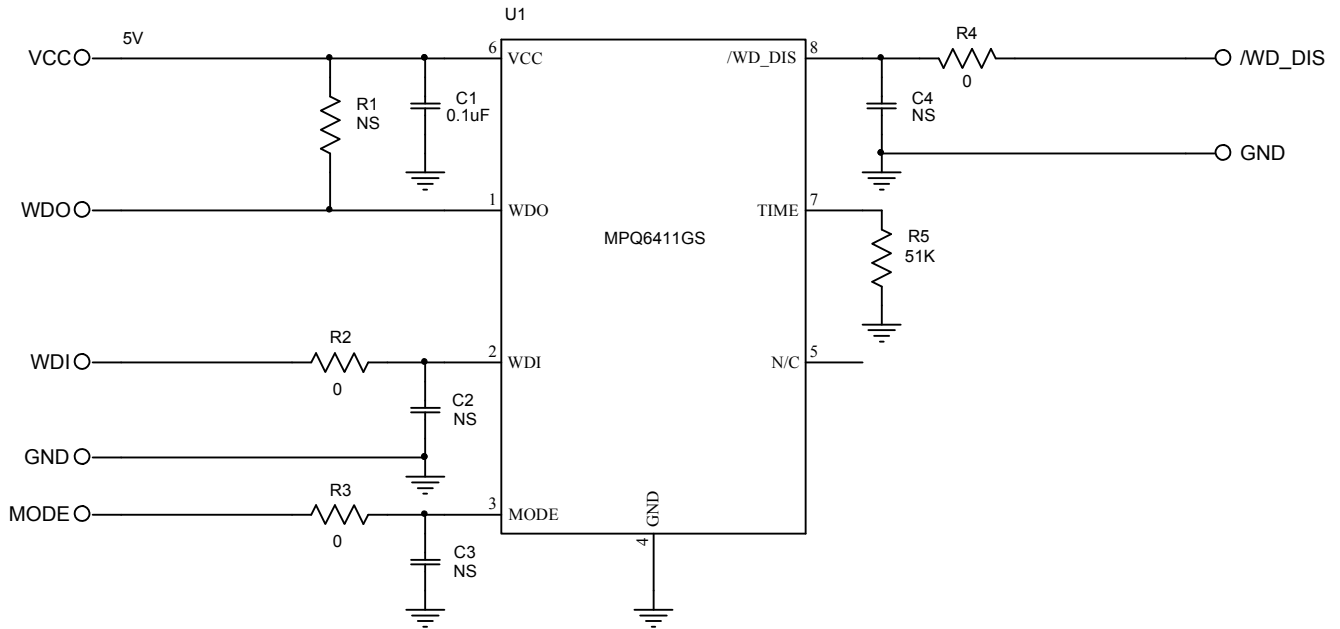 U1
VCC
5V
6
VCC
/WD_DIS
8
R4
0
/WD_DIS
R1
NS
C1
0.1uF
C4
NS
GND
WDO
1
WDO
TIME
7
MPQ6411GS
R5
51K
WDI
R2
0
2
WDI
N/C
5
C2
NS
GND
MODE
R3
0
3
MODE
GND
4
C3
NS